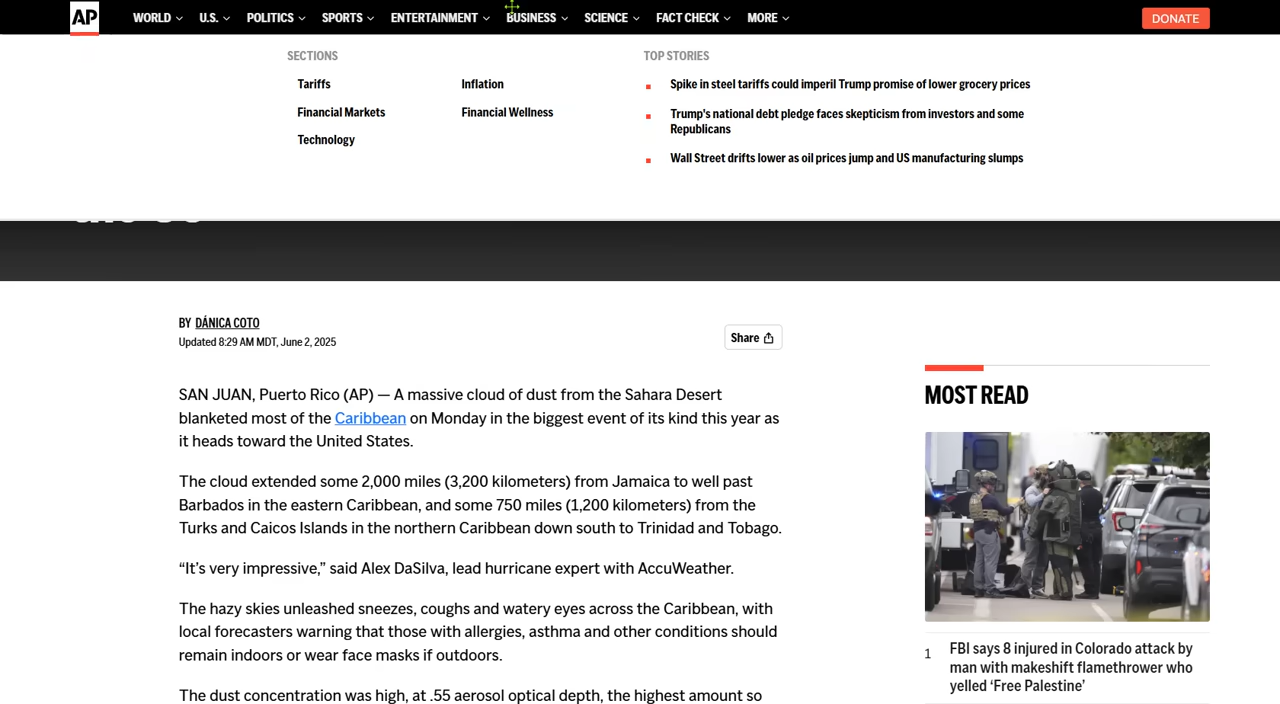 AP
WORLD U.S. POLITICS SPORTS ENTERTAINMENT BUSINESS SCIENCE FACT CHECK MORE DONATE
SECTIONS
Tariffs Inflation
Financial Markets Financial Wellness
Technology
TOP STORIES
Spike in steel tariffs could imperil Trump promise of lower grocery prices
Trump's national debt pledge faces skepticism from investors and some
Republicans
Wall Street drifts lower as oil prices jump and US manufacturing slumps
BY DÁNICA COTO
Updated 8:29 AM MDT, June 2, 2025
Share
SAN JUAN, Puerto Rico (AP) — A massive cloud of dust from the Sahara Desert
blanketed most of the Caribbean on Monday in the biggest event of its kind this year as
it heads toward the United States.
The cloud extended some 2,000 miles (3,200 kilometers) from Jamaica to well past
Barbados in the eastern Caribbean, and some 750 miles (1,200 kilometers) from the
Turks and Caicos Islands in the northern Caribbean down south to Trinidad and Tobago.
“It’s very impressive,” said Alex DaSilva, lead hurricane expert with AccuWeather.
The hazy skies unleashed sneezes, coughs and watery eyes across the Caribbean, with
local forecasters warning that those with allergies, asthma and other conditions should
remain indoors or wear face masks if outdoors.
The dust concentration was high, at .55 aerosol optical depth, the highest amount so
MOST READ
1 FBI says 8 injured in Colorado attack by
man with makeshift flamethrower who
yelled ‘Free Palestine’